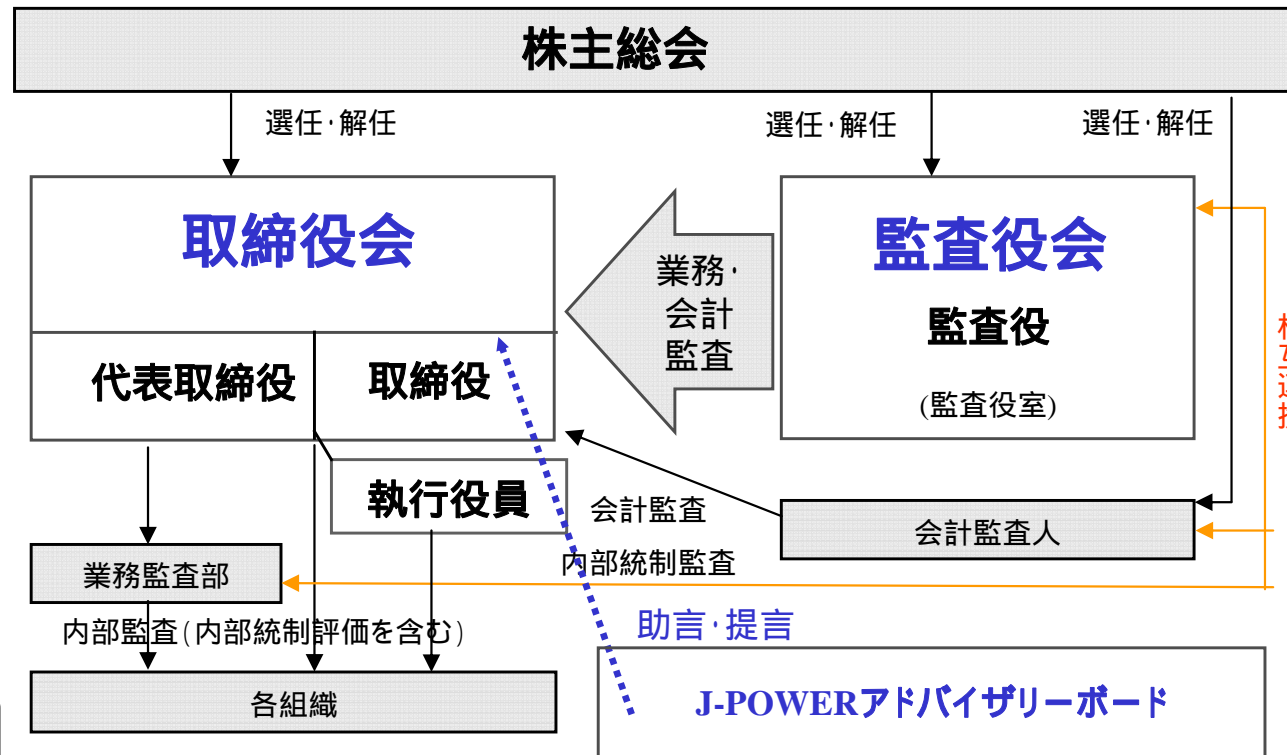 株主総会
選任・解任
選任・解任
選任・解任
取締役会
業務・
会計
監査
監査役会
監査役
(監査役室)
代表取締役
取締役
執行役員
会計監査
内部統制監査
会計監査人
業務監査部
内部監査(内部統制評価を含む)
助言・提言
各組織
J-POWERアドバイザリーボード